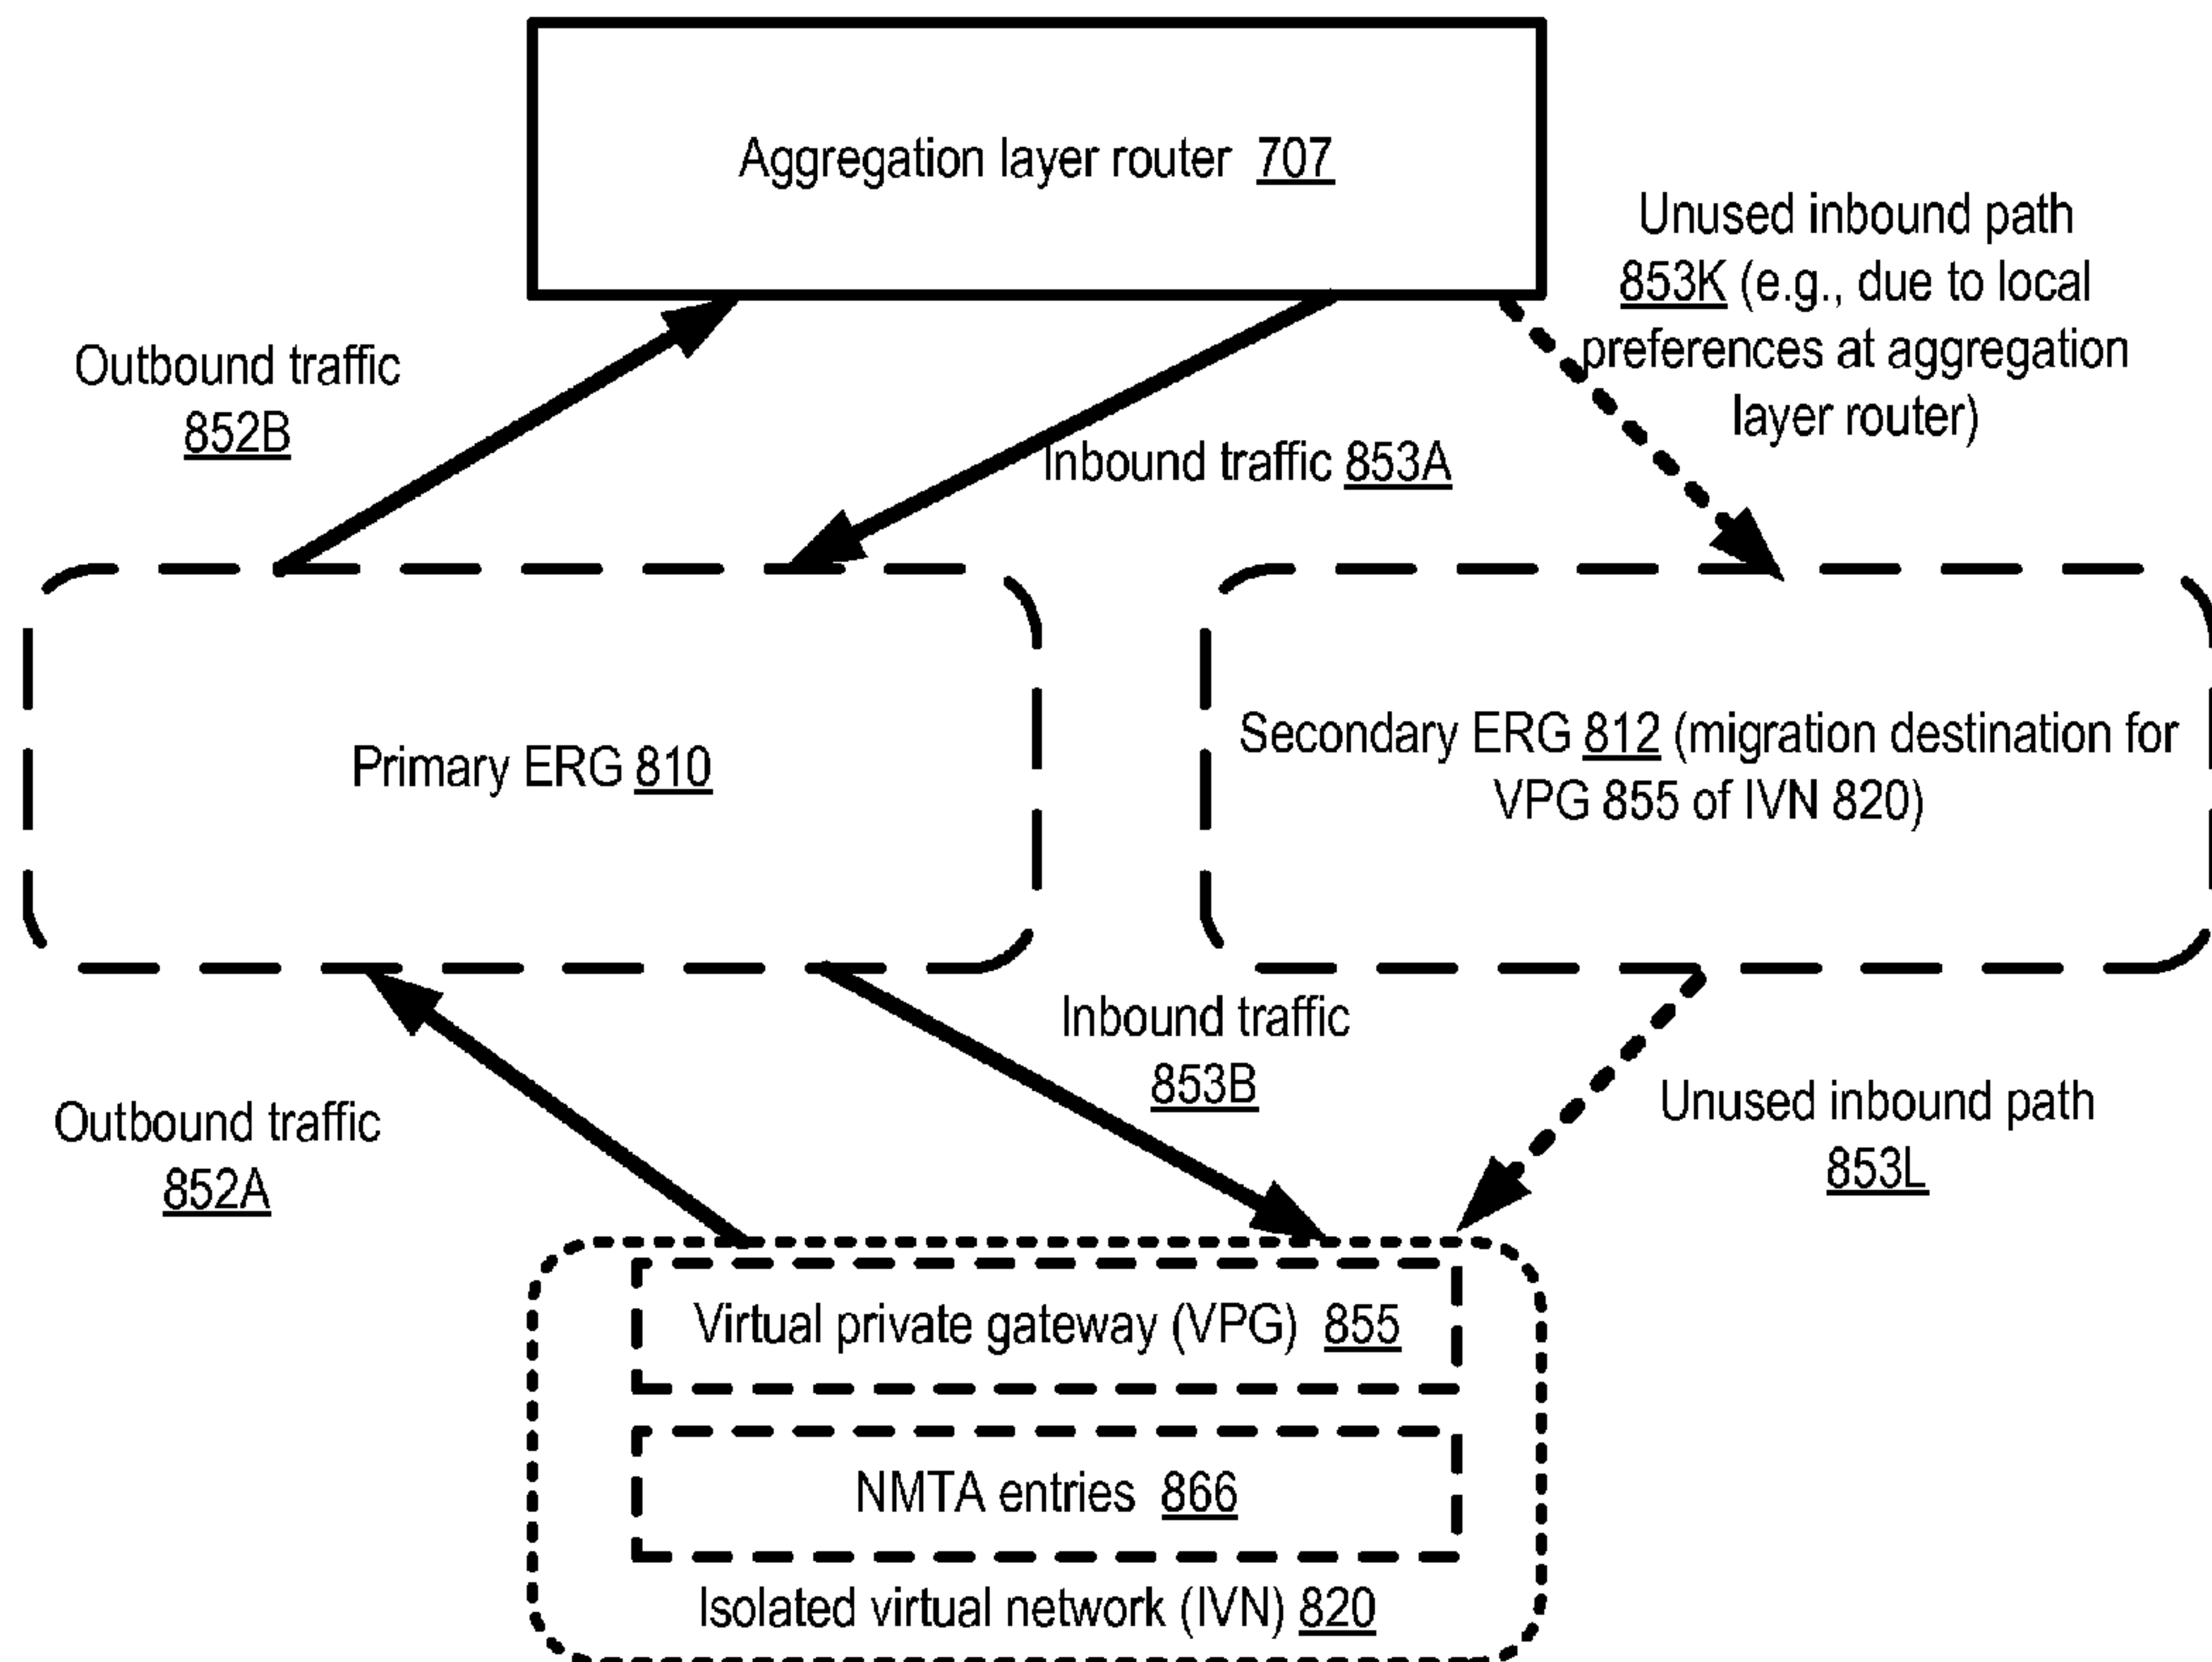 Aggregation layer router 707
Unused inbound path
853K (e.g., due to local
preferences at aggregation
layer router)
Outbound traffic
852B
Inbound traffic 853A
Primary ERG 810
Secondary ERG 812 (migration destination for
VPG 855 of IVN 820)
Inbound traffic
853B
Outbound traffic
852A
Unused inbound path
853L
Virtual private gateway (VPG) 855
NMTA entries 866
Isolated virtual network (IVN) 820